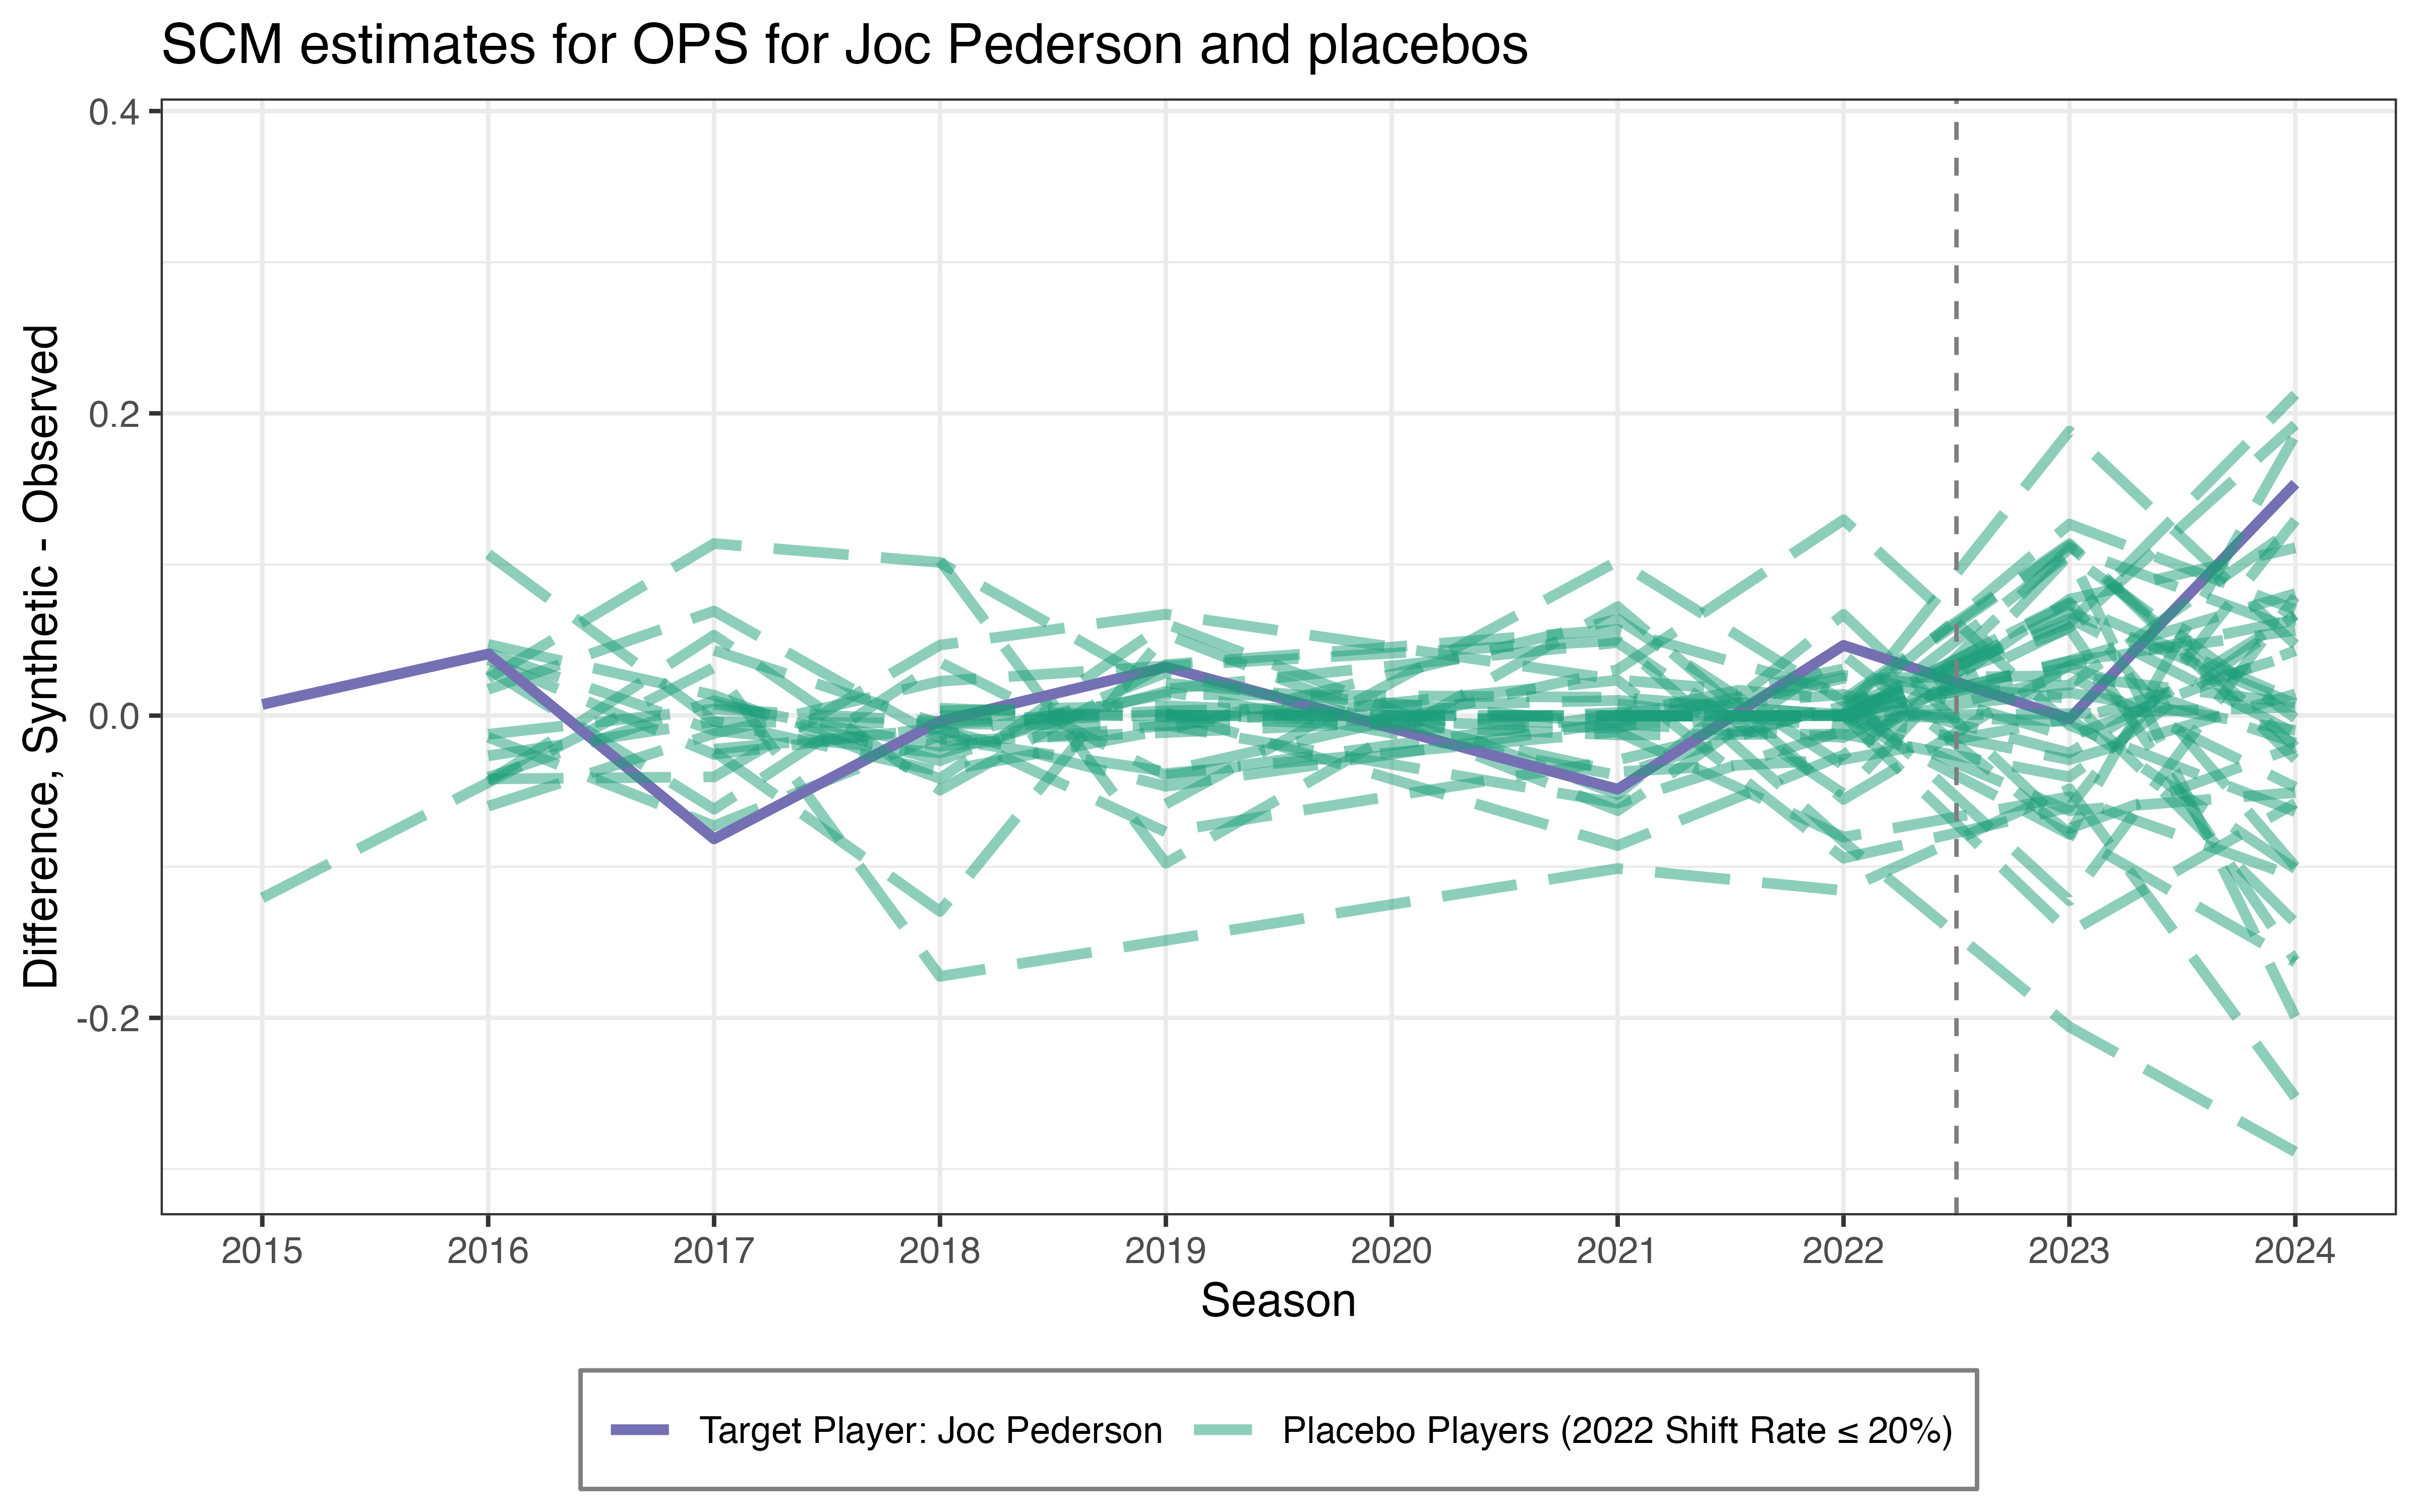 SCM estimates for OPS for Joc Pederson and placebos
Difference, Synthetic - Observed
0.4
0.2
0.0
-0.2
2015 2016 2017 2018 2019 2020 2021 2022 2023 2024
Season
Target Player: Joc Pederson Placebo Players (2022 Shift Rate ≤ 20%)